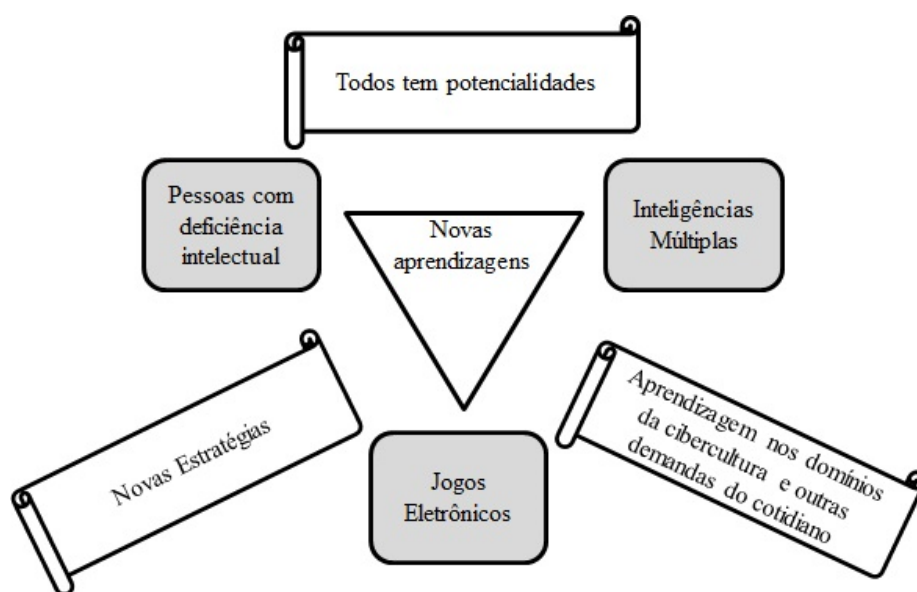 Todos tem potencialidades
Pessoas com
deficiência
intelectual
Novas
aprendizagens
Inteligências
Múltiplas
Novas Estratégias
Jogos
Eletrônicos
Aprendizagem nos domínios
da cibercultura e outras
demandas do cotidiano